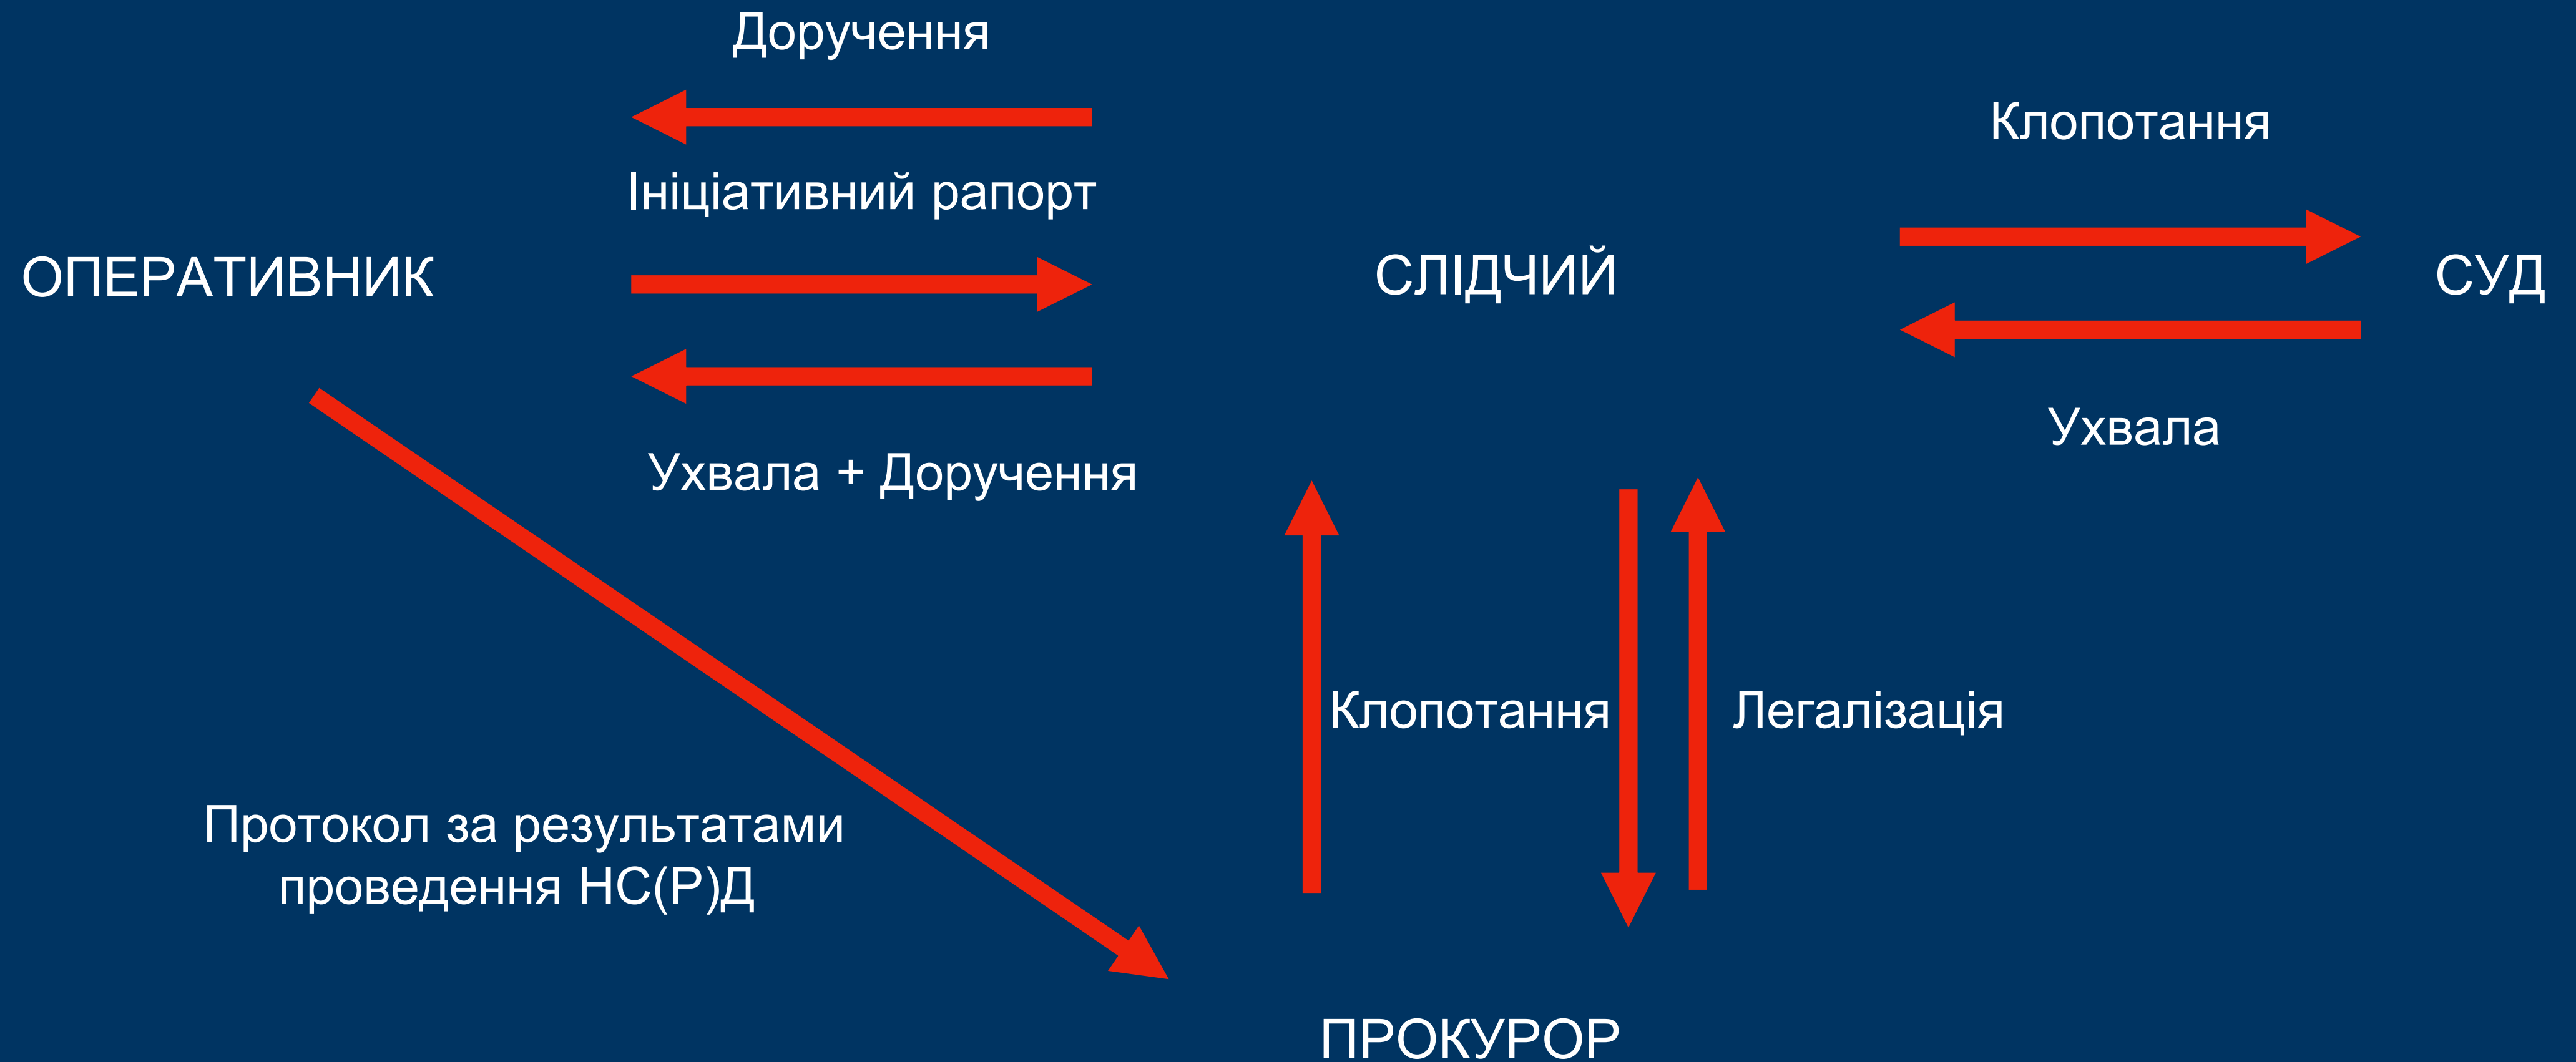 Доручення
Клопотання
Ініціативний рапорт
ОПЕРАТИВНИК
СЛІДЧИЙ
СУД
Ухвала
Ухвала + Доручення
Клопотання
Легалізація
Протокол за результатами
проведення НС(Р)Д
ПРОКУРОР